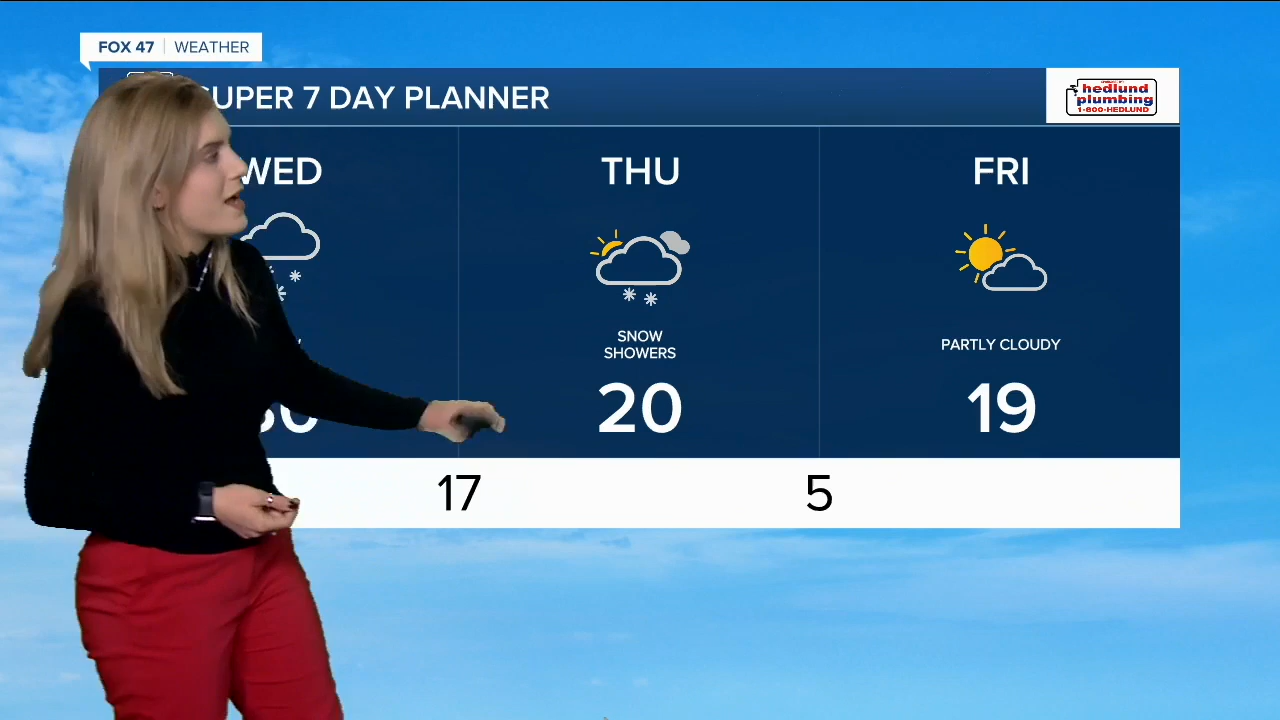 FOX 47 | WEATHER
SUPER 7 DAY PLANNER
hedlund
plumbing
1-800-HEDLUND
WED
THU
FRI
SNOW
SHOWERS
PARTLY CLOUDY
20
19
17
5